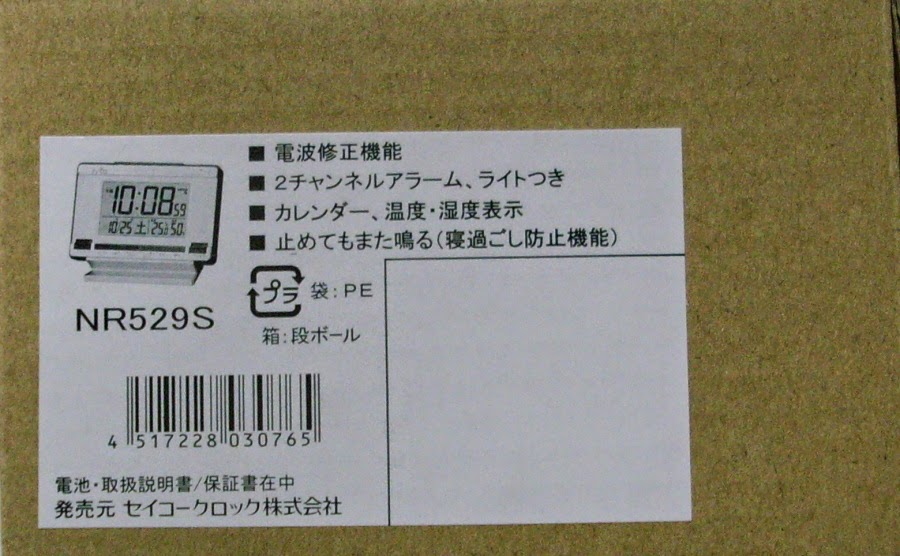 ■ 電波修正機能
■ 2チャンネルアラーム、ライトつき
■ カレンダー、温度・湿度表示
■ 止めてもまた鳴る(寝過ごし防止機能)
10:08 59
10/25 土 25.3 50
NR529S
プラ 袋:PE
箱:段ボール
4 517228 030765
電池・取扱説明書/保証書在中
発売元 セイコークロック株式会社